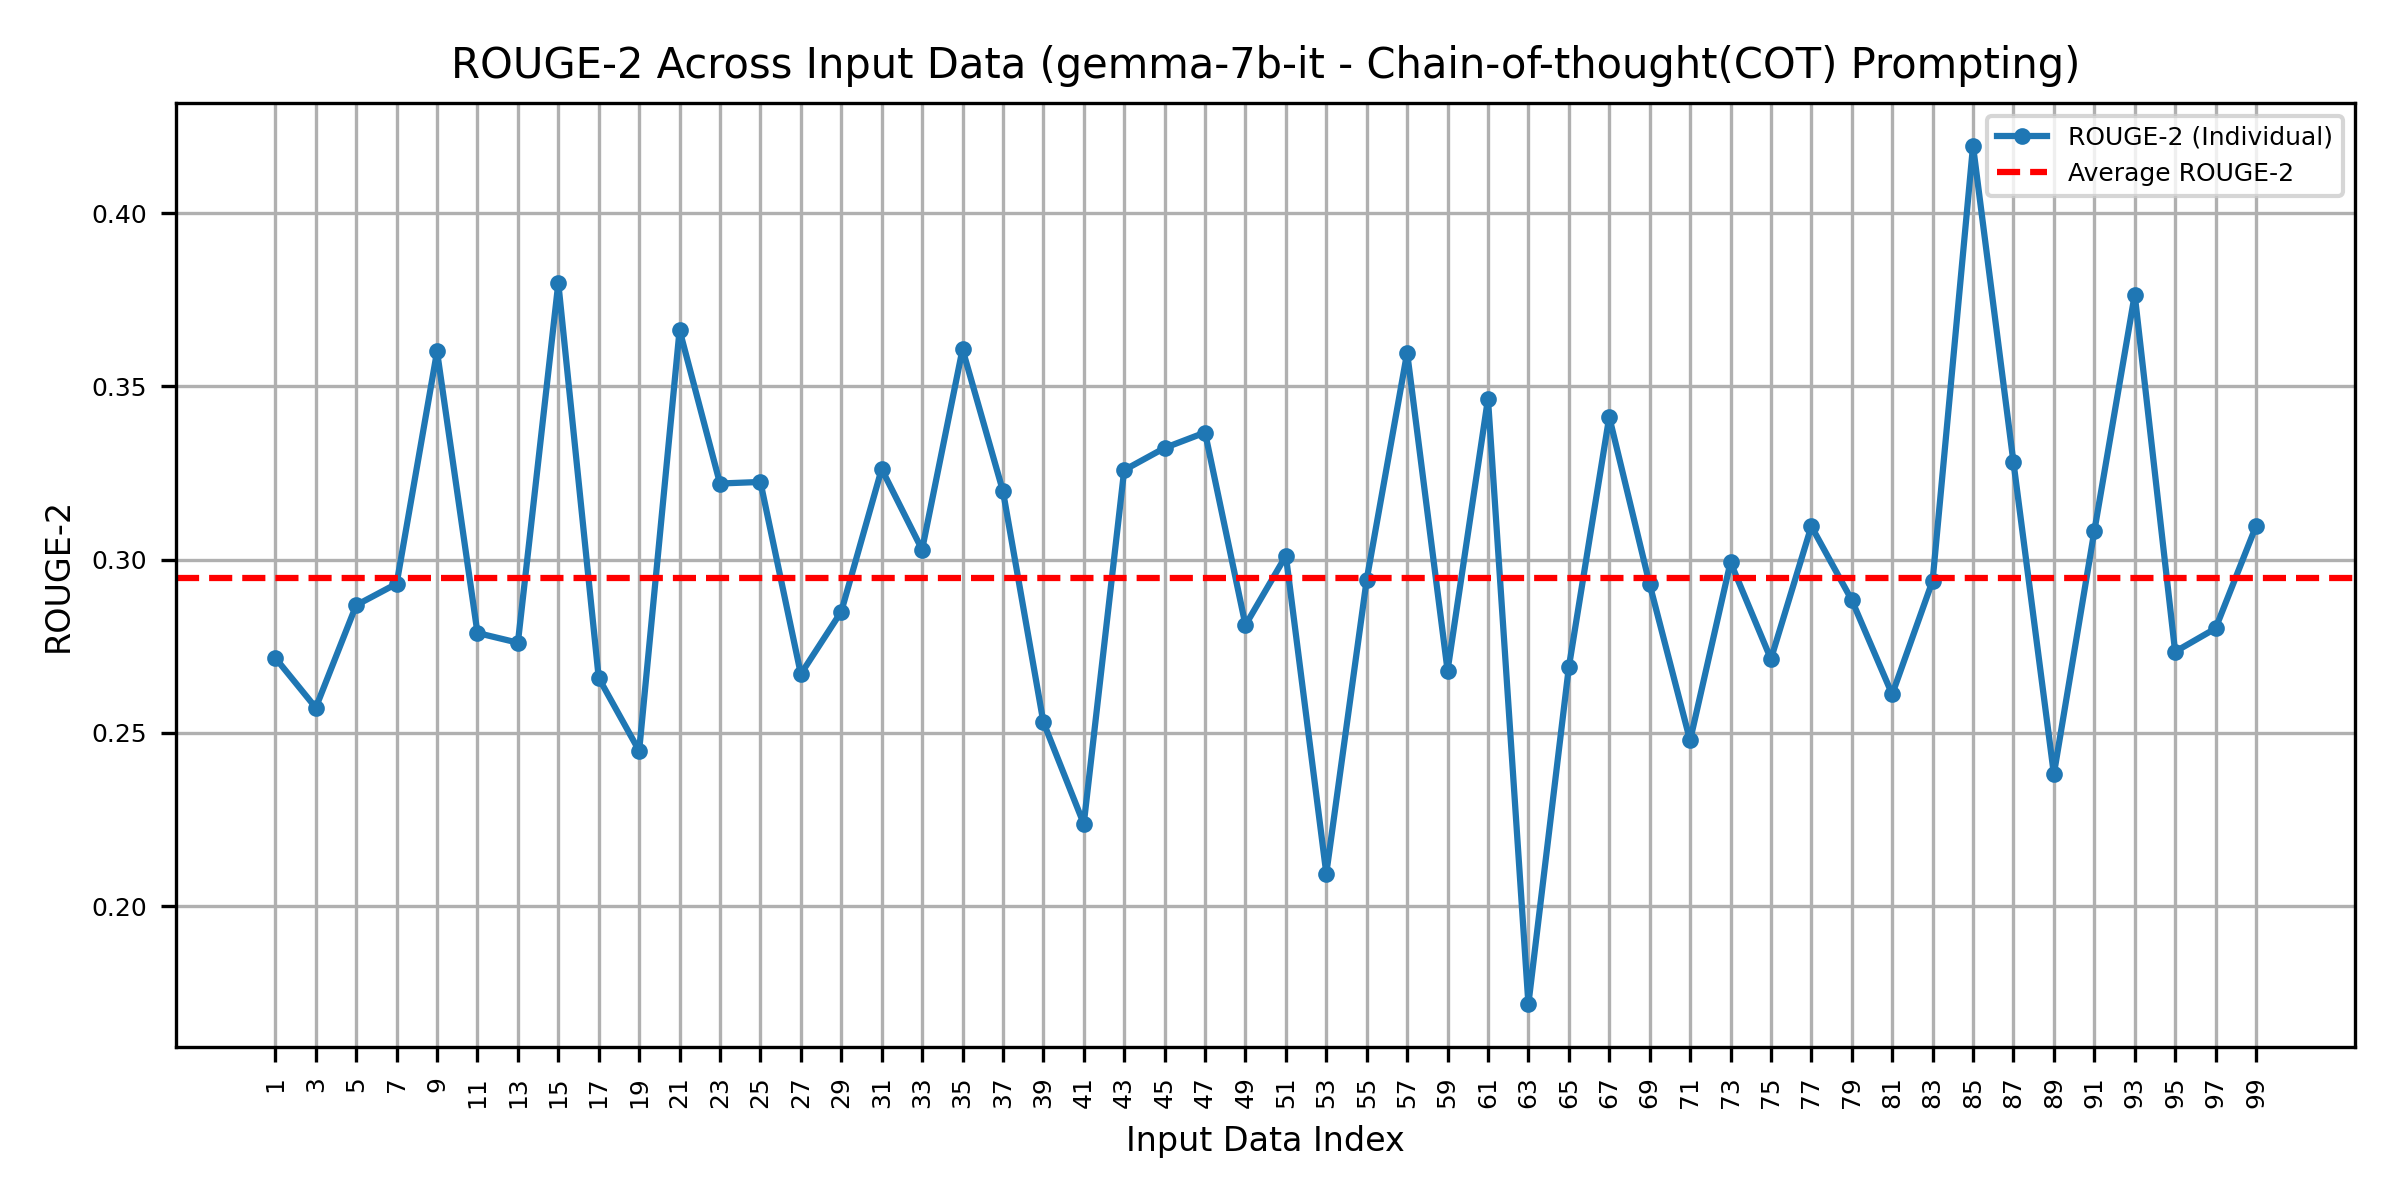 ROUGE-2 Across Input Data (gemma-7b-it - Chain-of-thought(COT) Prompting)
ROUGE-2 (Individual)
Average ROUGE-2
0.40
0.35
0.30
0.25
0.20
ROUGE-2
1 3 5 7 9 11 13 15 17 19 21 23 25 27 29 31 33 35 37 39 41 43 45 47 49 51 53 55 57 59 61 63 65 67 69 71 73 75 77 79 81 83 85 87 89 91 93 95 97 99
Input Data Index